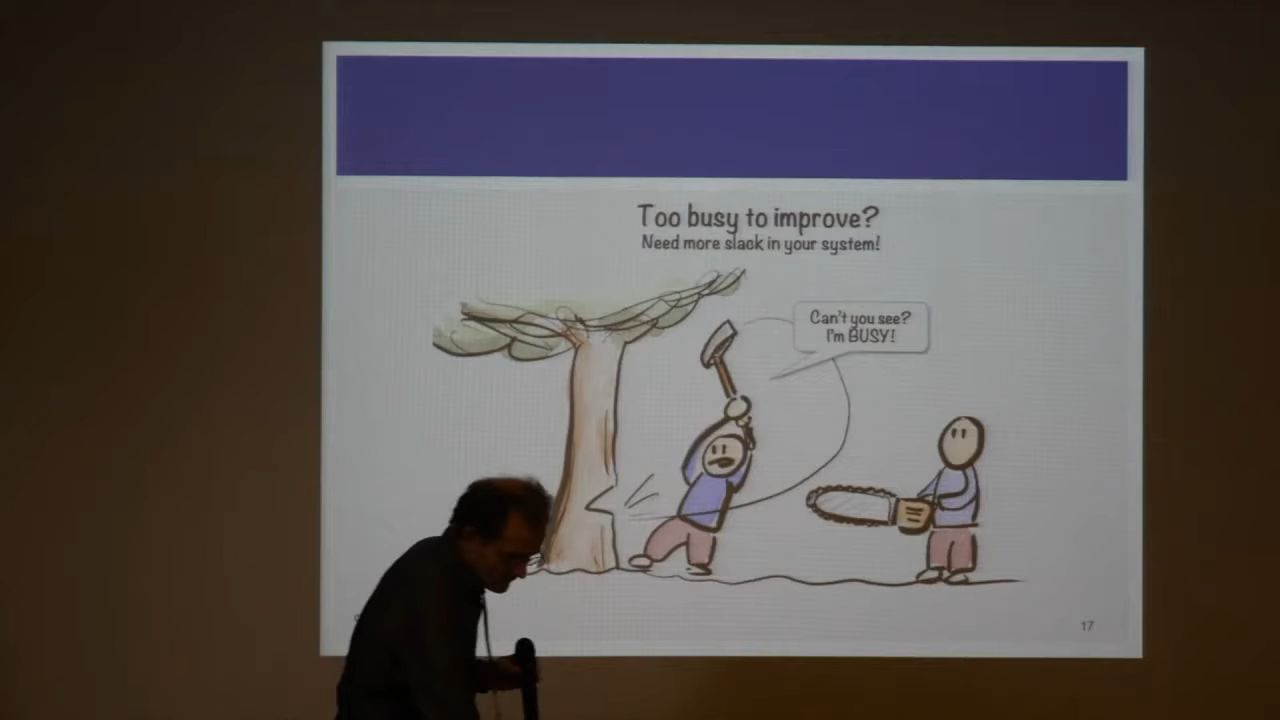 Too busy to improve?
Need more slack in your system!
Can't you see?
I'm BUSY!
17